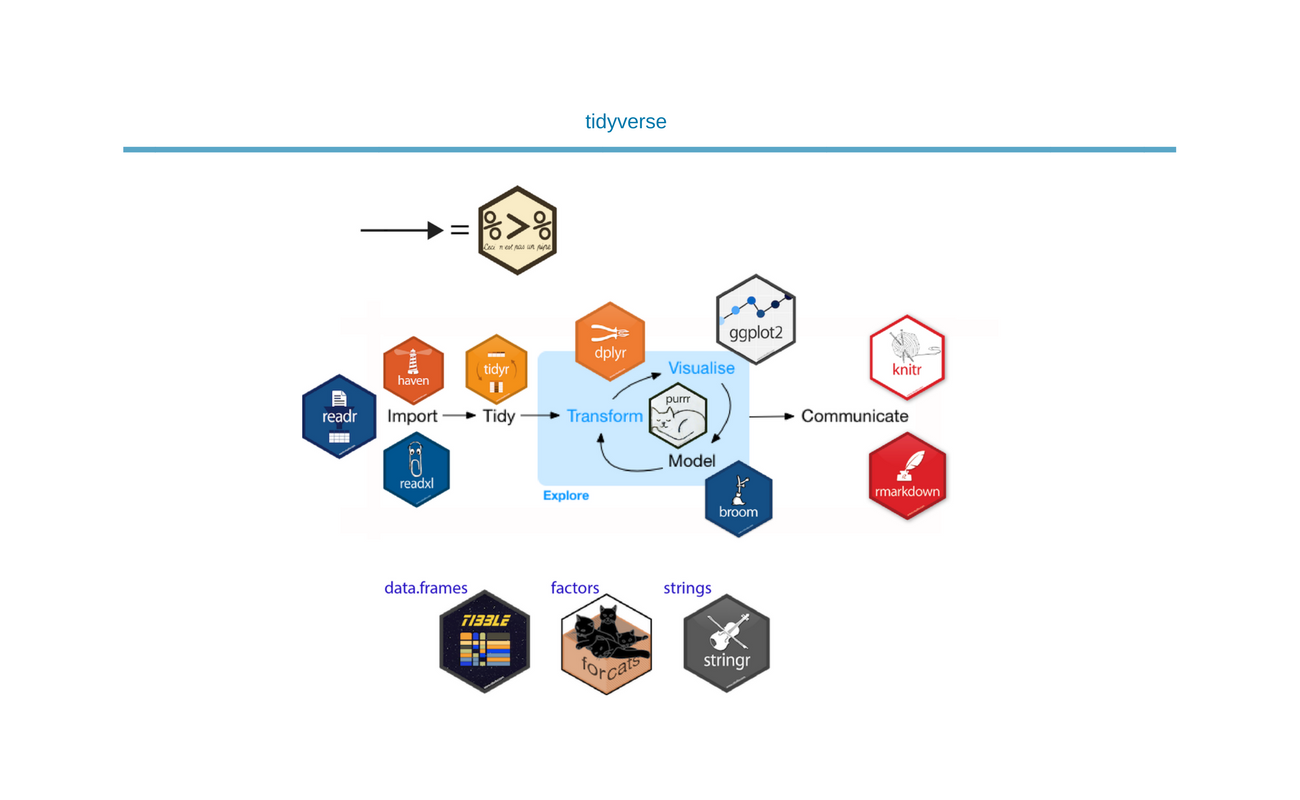 tidyverse
=
%>%
Ceci n'est pas un pipe
ggplot2
dplyr
knitr
haven
tidyr
Visualise
readr
Import
Tidy
Transform
purrr
Communicate
Model
readxl
Explore
broom
rmarkdown
data.frames
factors
strings
TIBBLE
forcats
stringr